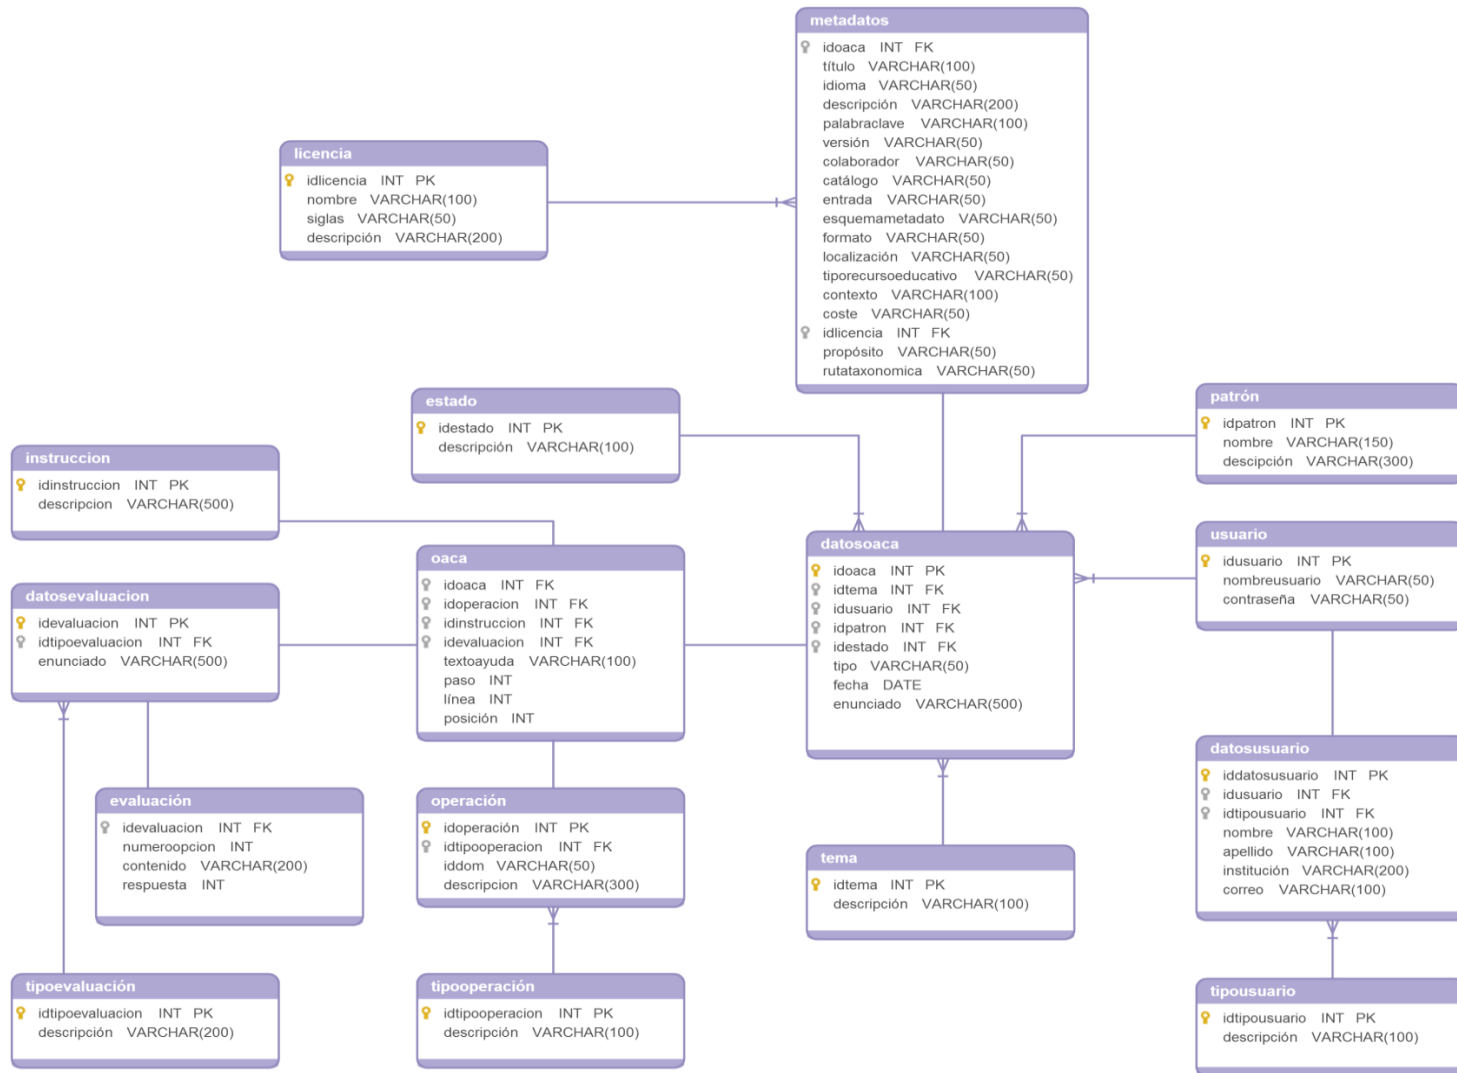 metadatos
idoaca INT FK
título VARCHAR(100)
idioma VARCHAR(50)
descripción VARCHAR(200)
palabraclave VARCHAR(100)
versión VARCHAR(50)
colaborador VARCHAR(50)
catálogo VARCHAR(50)
entrada VARCHAR(50)
esquemametadato VARCHAR(50)
formato VARCHAR(50)
localización VARCHAR(50)
tiporecursoeducativo VARCHAR(50)
contexto VARCHAR(100)
coste VARCHAR(50)
idlicencia INT FK
propósito VARCHAR(50)
rutataxonomica VARCHAR(50)
licencia
idlicencia INT PK
nombre VARCHAR(100)
siglas VARCHAR(50)
descripción VARCHAR(200)
estado
idestado INT PK
descripción VARCHAR(100)
patrón
idpatron INT PK
nombre VARCHAR(150)
descipción VARCHAR(300)
instruccion
idinstruccion INT PK
descripcion VARCHAR(500)
oaca
idoaca INT FK
idoperacion INT FK
idinstruccion INT FK
idevaluacion INT FK
textoayuda VARCHAR(100)
paso INT
línea INT
posición INT
datosoaca
idoaca INT PK
idtema INT FK
idusuario INT FK
idpatron INT FK
idestado INT FK
tipo VARCHAR(50)
fecha DATE
enunciado VARCHAR(500)
usuario
idusuario INT PK
nombreusuario VARCHAR(50)
contraseña VARCHAR(50)
datosevaluacion
idevaluacion INT PK
idtipoevaluacion INT FK
enunciado VARCHAR(500)
datosusuario
iddatosusuario INT PK
idusuario INT FK
idtipousuario INT FK
nombre VARCHAR(100)
apellido VARCHAR(100)
institución VARCHAR(200)
correo VARCHAR(100)
evaluación
idevaluacion INT FK
numeroopcion INT
contenido VARCHAR(200)
respuesta INT
operación
idoperación INT PK
idtipooperacion INT FK
iddom VARCHAR(50)
descripcion VARCHAR(300)
tema
idtema INT PK
descripción VARCHAR(100)
tipoevaluación
idtipoevaluacion INT PK
descripción VARCHAR(200)
tipooperación
idtipooperacion INT PK
descripción VARCHAR(100)
tipousuario
idtipousuario INT PK
descripción VARCHAR(100)